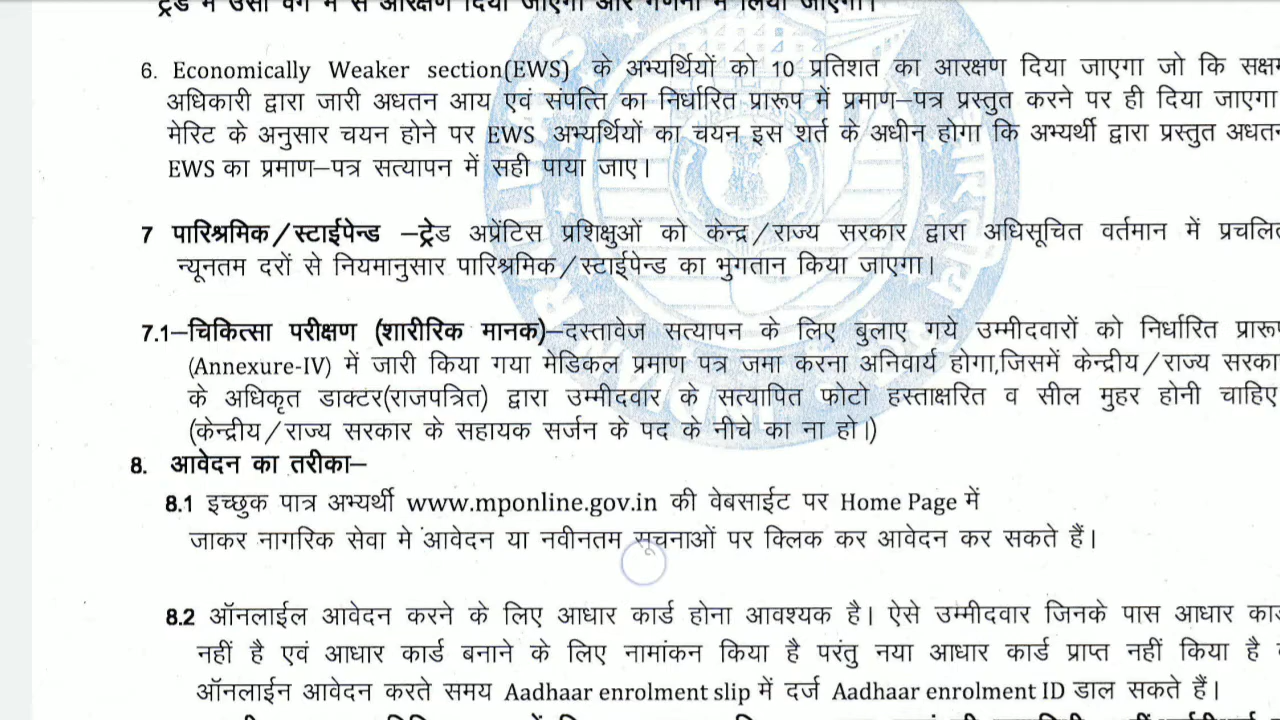 ट्रेड में उसी वर्ग में से आरक्षण दिया जाएगा और गणना में लिया जाएगा।
6. Economically Weaker section(EWS) के अभ्यर्थियों को 10 प्रतिशत का आरक्षण दिया जाएगा जो कि
अधिकारी द्वारा जारी अधतन आय एवं संपत्ति का निर्धारित प्रारूप में प्रमाण–पत्र प्रस्तुत करने पर ही दिया जाएगा
मेरिट के अनुसार चयन होने पर EWS अभ्यर्थियों का चयन इस शर्त के अधीन होगा कि अभ्यर्थी द्वारा प्रस्तुत
EWS का प्रमाण–पत्र सत्यापन में सही पाया जाए।
7 पारिश्रमिक/स्टाईपेन्ड –ट्रेड अप्रेंटिस प्रशिक्षुओं को केन्द्र/राज्य सरकार द्वारा अधिसूचित वर्तमान में
न्यूनतम दरों से नियमानुसार पारिश्रमिक/स्टाईपेन्ड का भुगतान किया जाएगा।
7.1–चिकित्सा परीक्षण (शारीरिक मानक)–दस्तावेज सत्यापन के लिए बुलाए गये उम्मीदवारों को निर्धारित
(Annexure-IV) में जारी किया गया मेडिकल प्रमाण पत्र जमा करना अनिवार्य होगा,जिसमें केन्द्रीय/राज्य
के अधिकृत डाक्टर(राजपत्रित) द्वारा उम्मीदवार के सत्यापित फोटो हस्ताक्षरित व सील मुहर होनी चाहिए
(केन्द्रीय/राज्य सरकार के सहायक सर्जन के पद के नीचे का ना हो।)
8. आवेदन का तरीका–
8.1 इच्छुक पात्र अभ्यर्थी www.mponline.gov.in की वेबसाईट पर Home Page में
जाकर नागरिक सेवा मे आवेदन या नवीनतम सूचनाओं पर क्लिक कर आवेदन कर सकते हैं।
8.2 ऑनलाईल आवेदन करने के लिए आधार कार्ड होना आवश्यक है। ऐसे उम्मीदवार जिनके पास आधार
नहीं है एवं आधार कार्ड बनाने के लिए नामांकन किया है परंतु नया आधार कार्ड प्राप्त नहीं किया है
ऑनलाईन आवेदन करते समय Aadhaar enrolment slip में दर्ज Aadhaar enrolment ID डाल सकते हैं।